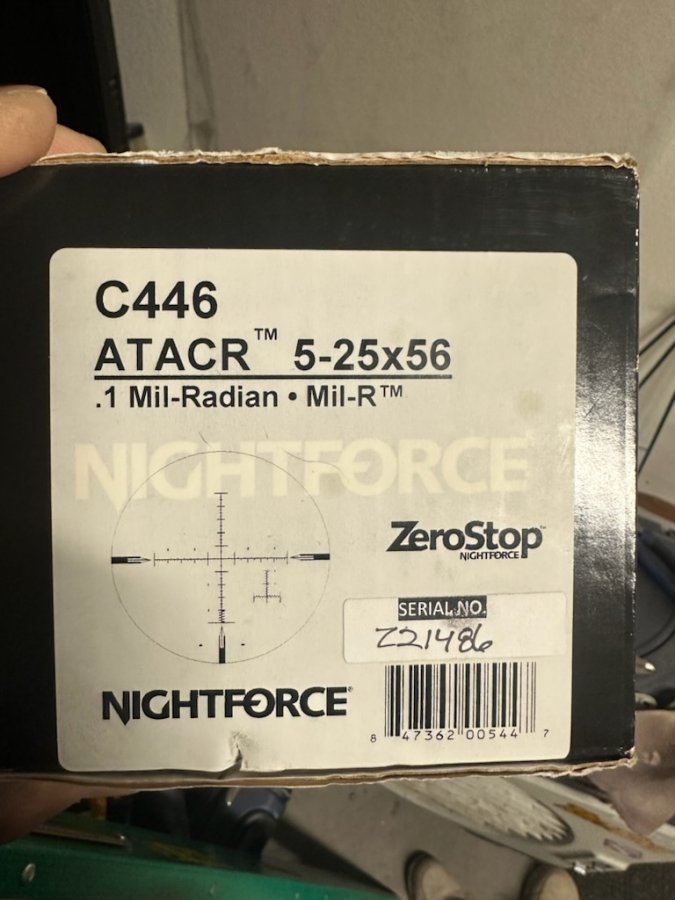 C446
ATACR™ 5-25x56
.1 Mil-Radian • Mil-R™
NIGHTFORCE
ZeroStop™
NIGHTFORCE
SERIAL NO.
Z21486
NIGHTFORCE®
8 47362 00544 7